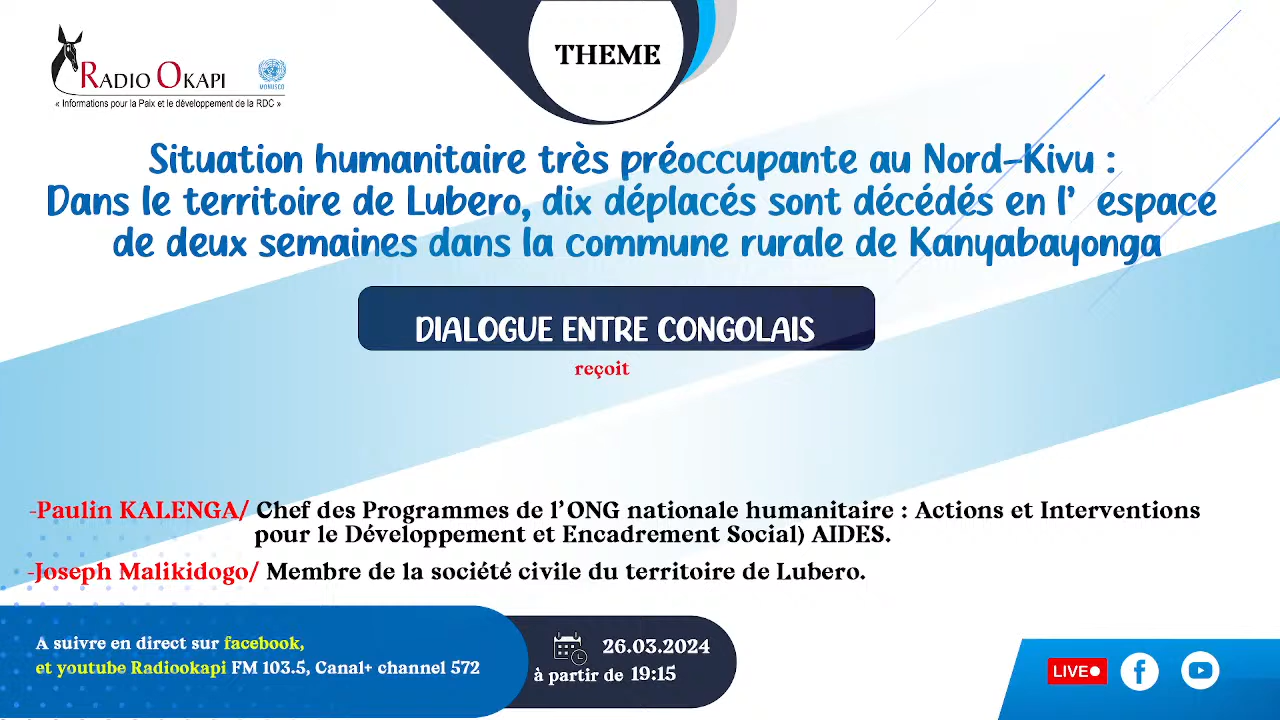 THEME
RADIO OKAPI
MONUSCO
« Informations pour la Paix et le développement de la RDC »
Situation humanitaire très préoccupante au Nord-Kivu :
Dans le territoire de Lubero, dix déplacés sont décédés en l' espace
de deux semaines dans la commune rurale de Kanyabayonga
DIALOGUE ENTRE CONGOLAIS
reçoit
-Paulin KALENGA/ Chef des Programmes de l'ONG nationale humanitaire : Actions et Interventions
pour le Développement et Encadrement Social) AIDES.
-Joseph Malikidogo/ Membre de la société civile du territoire de Lubero.
A suivre en direct sur facebook,
et youtube Radiookapi FM 103.5, Canal+ channel 572
26.03.2024
à partir de 19:15
LIVE